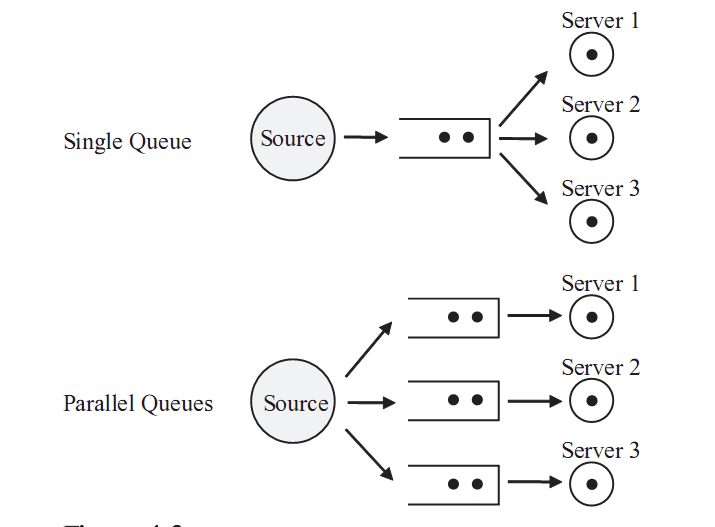 Server 1
Server 2
Single Queue
Source
Server 3
Server 1
Server 2
Parallel Queues
Source
Server 3